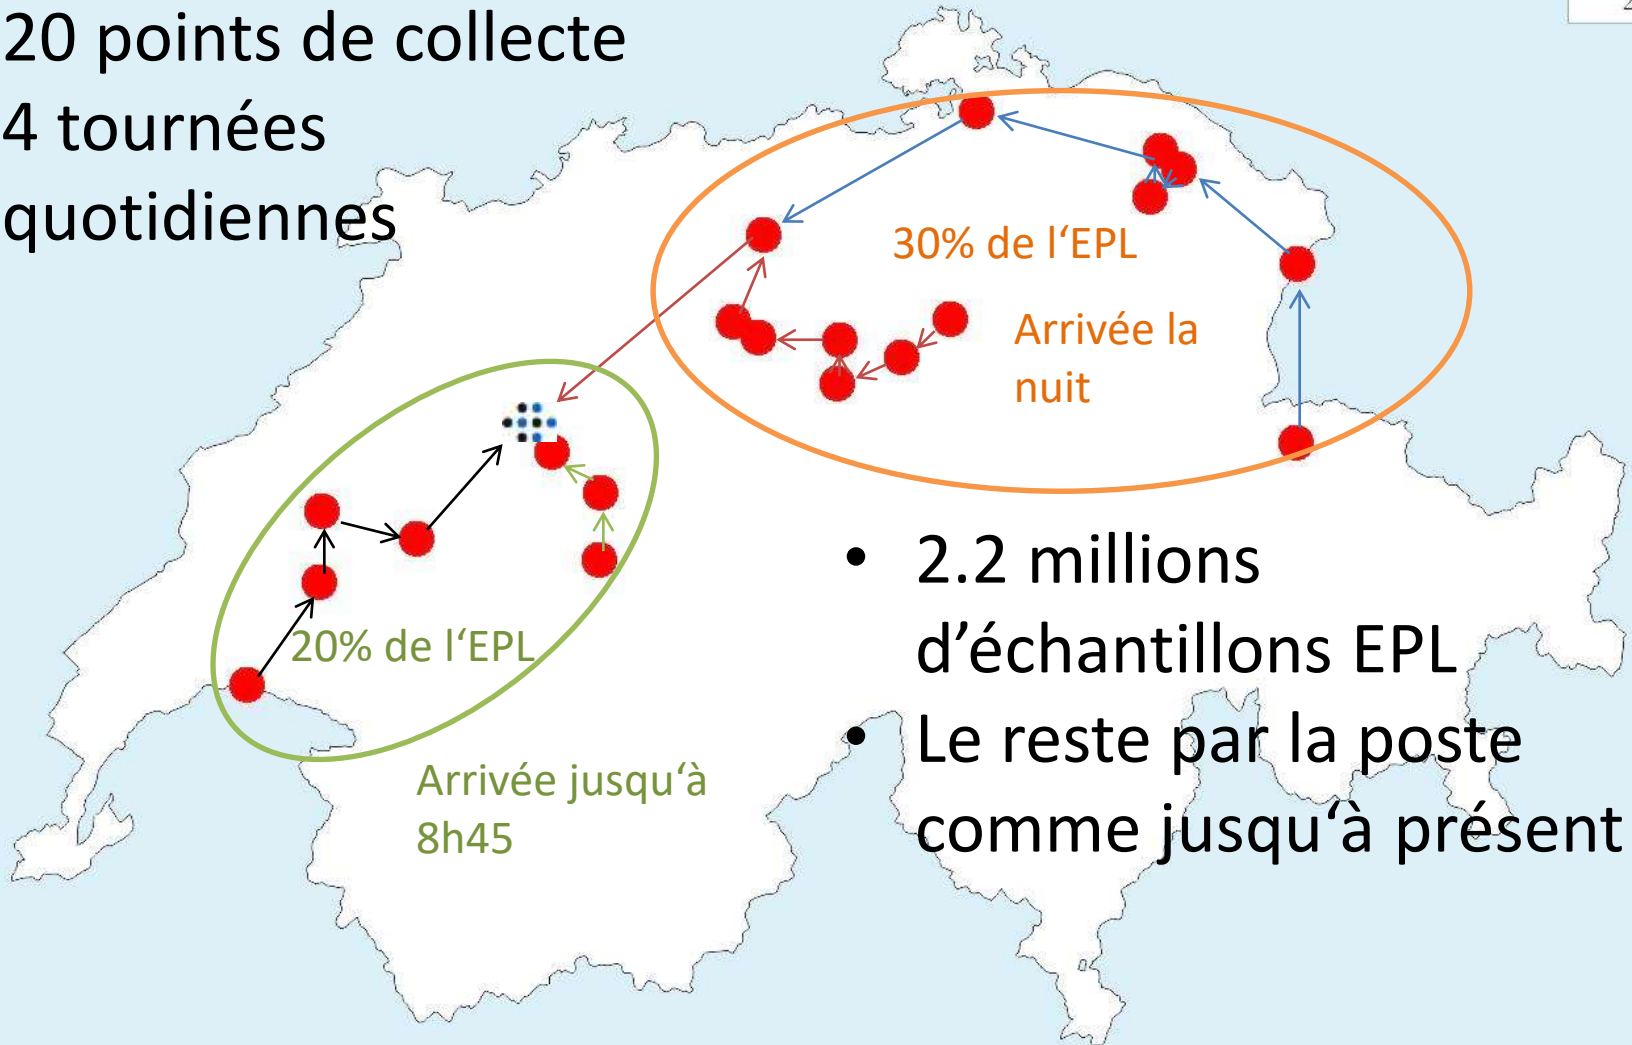 20 points de collecte
4 tournées
quotidiennes
30% de l‘EPL
Arrivée la
nuit
20% de l‘EPL
Arrivée jusqu‘à
8h45
• 2.2 millions
d’échantillons EPL
• Le reste par la poste
comme jusqu‘à présent